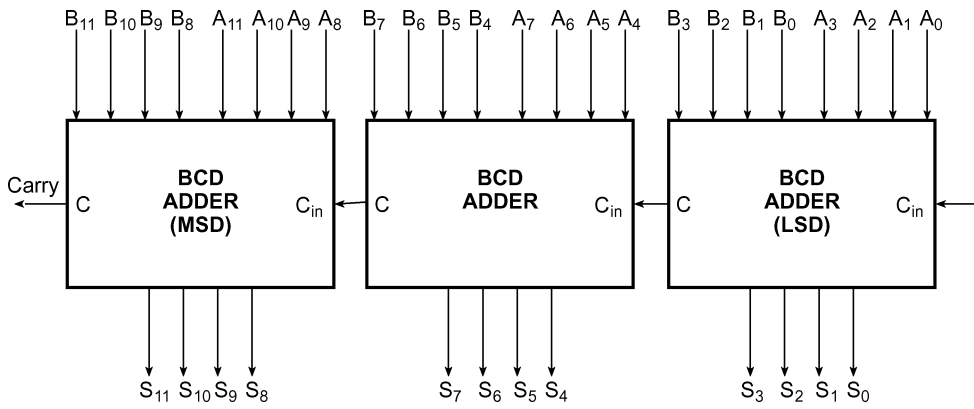 B11 B10 B9 B8 A11 A10 A9 A8 B7 B6 B5 B4 A7 A6 A5 A4 B3 B2 B1 B0 A3 A2 A1 A0
Carry
C
BCD
ADDER
(MSD)
Cin
C
BCD
ADDER
Cin
C
BCD
ADDER
(LSD)
Cin
S11 S10 S9 S8 S7 S6 S5 S4 S3 S2 S1 S0